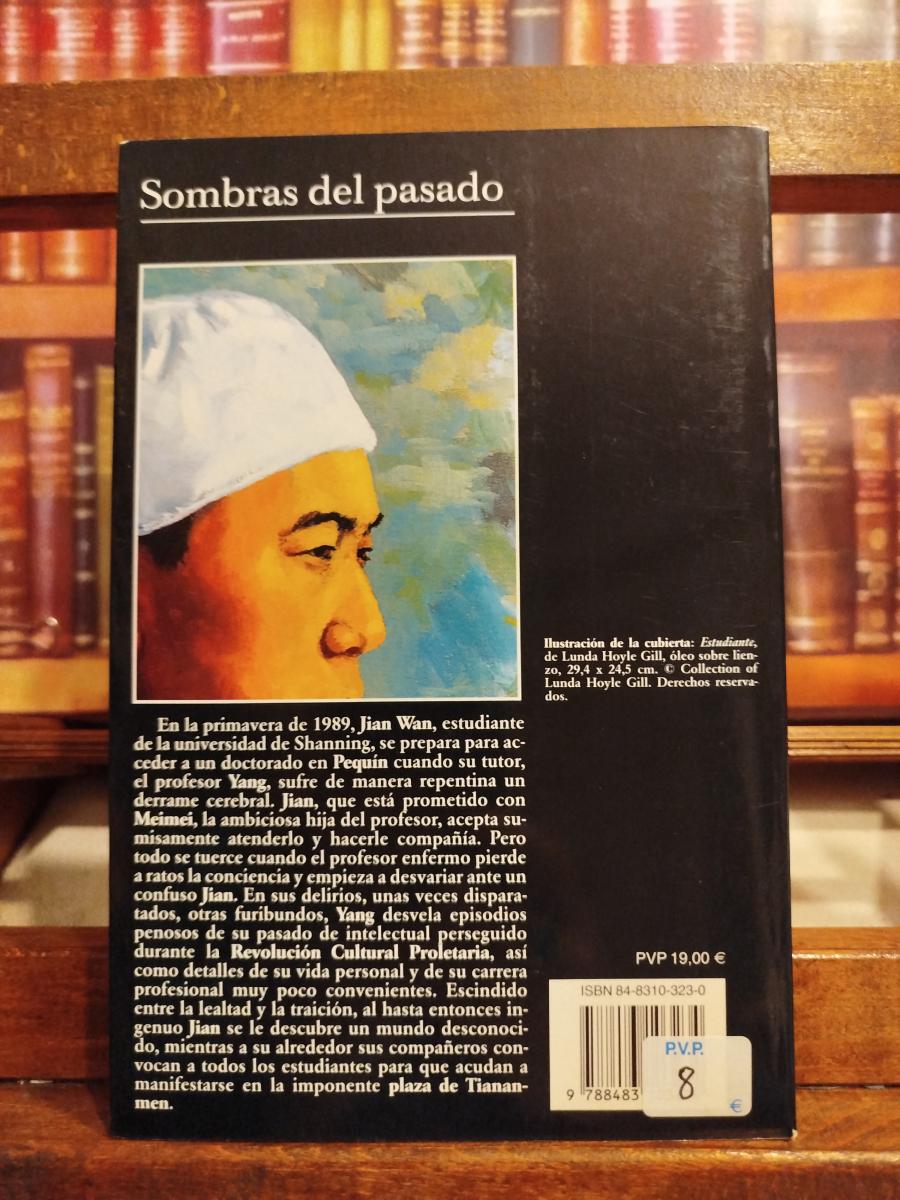 Sombras del pasado
Ilustración de la cubierta: Estudiante,
de Lunda Hoyle Gill, óleo sobre lien-
zo, 29,4 x 24,5 cm. © Collection of
Lunda Hoyle Gill. Derechos reserva-
dos.
En la primavera de 1989, Jian Wan, estudiante
de la universidad de Shanning, se prepara para ac-
ceder a un doctorado en Pequín cuando su tutor,
el profesor Yang, sufre de manera repentina un
derrame cerebral. Jian, que está prometido con
Meimei, la ambiciosa hija del profesor, acepta su-
misamente atenderlo y hacerle compañía. Pero
todo se tuerce cuando el profesor enfermo pierde
a ratos la conciencia y empieza a desvariar ante un
confuso Jian. En sus delirios, unas veces dispara-
tados, otras furibundos, Yang desvela episodios
penosos de su pasado de intelectual perseguido
durante la Revolución Cultural Proletaria, así
como detalles de su vida personal y de su carrera
profesional muy poco convenientes. Escindido
entre la lealtad y la traición, al hasta entonces in-
genuo Jian se le descubre un mundo desconoci-
do, mientras a su alrededor sus compañeros con-
vocan a todos los estudiantes para que acudan a
manifestarse en la imponente plaza de Tianan-
men.
PVP 19,00 €
ISBN 84-8310-323-0
9 788483
P.V.P.
8
€